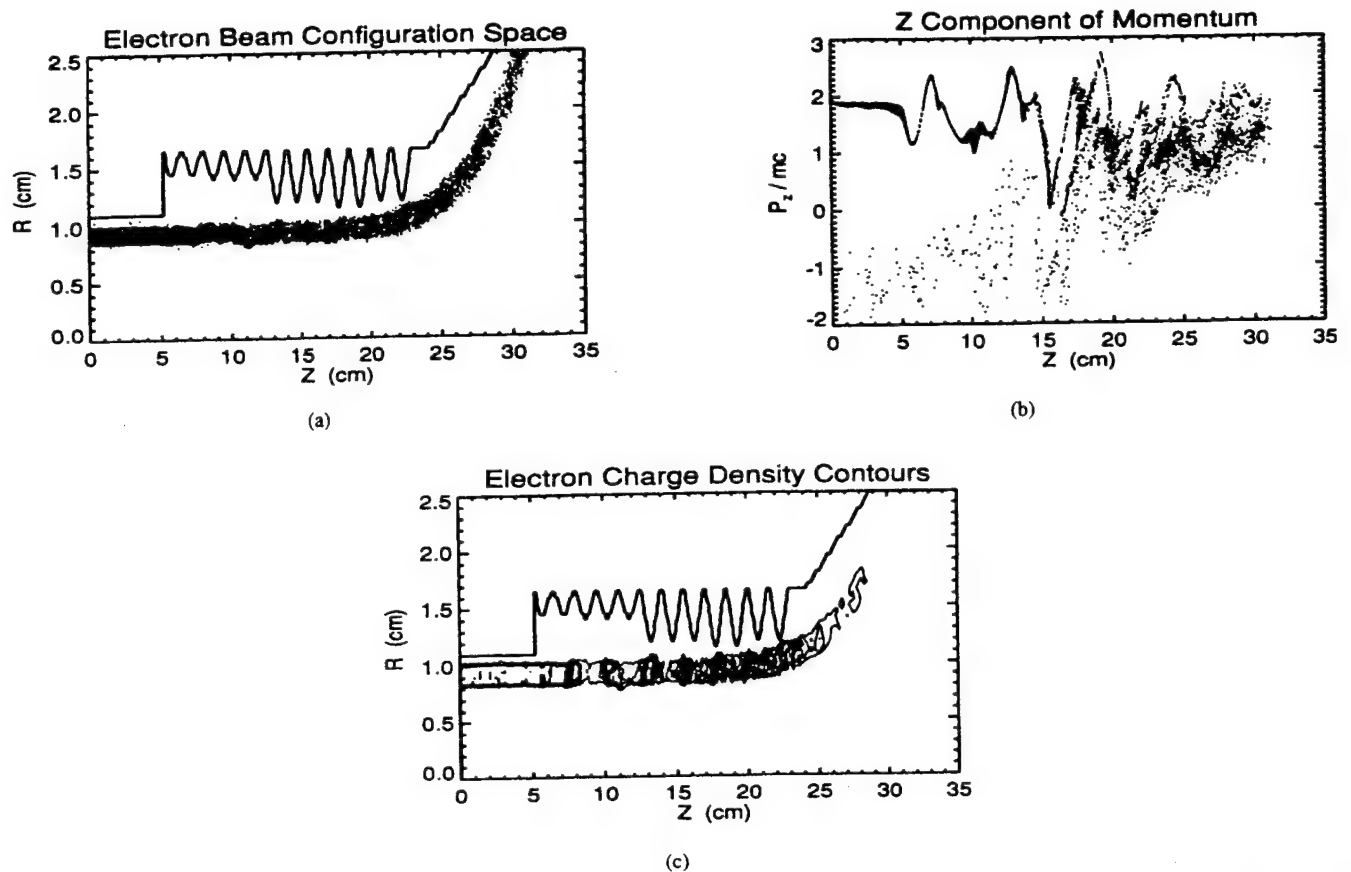 Electron Beam Configuration Space
2.5
2.0
1.5
1.0
0.5
0.0
R (cm)
0 5 10 15 20 25 30 35
Z (cm)
(a)
Z Component of Momentum
3
2
1
0
-1
-2
P_z / mc
0 5 10 15 20 25 30 35
Z (cm)
(b)
Electron Charge Density Contours
2.5
2.0
1.5
1.0
0.5
0.0
R (cm)
0 5 10 15 20 25 30 35
Z (cm)
(c)